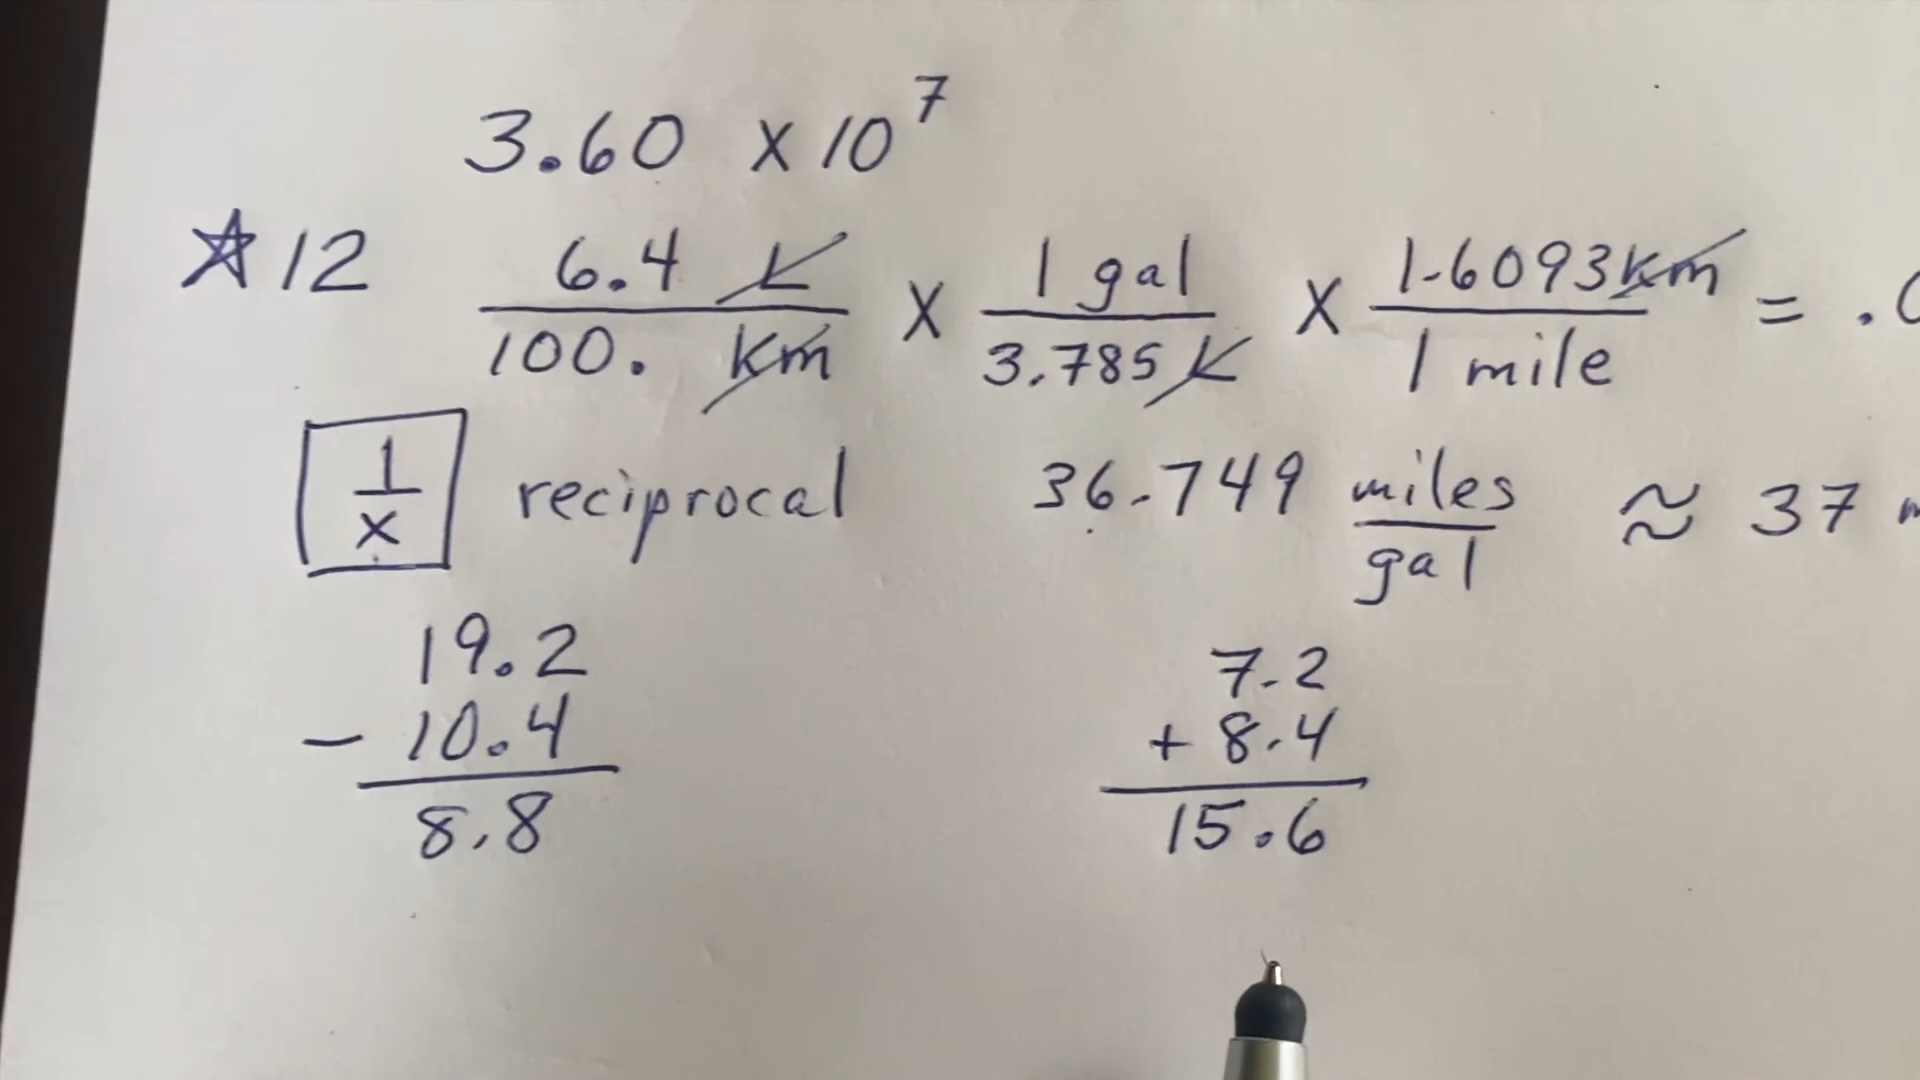 3.60 x 10^7
☆ 12 6.4 L / 100. km x 1 gal / 3.785 L x 1.6093 km / 1 mile = .0
1/x reciprocal 36.749 miles/gal ≈ 37
19.2 7.2
- 10.4 + 8.4
8.8 15.6